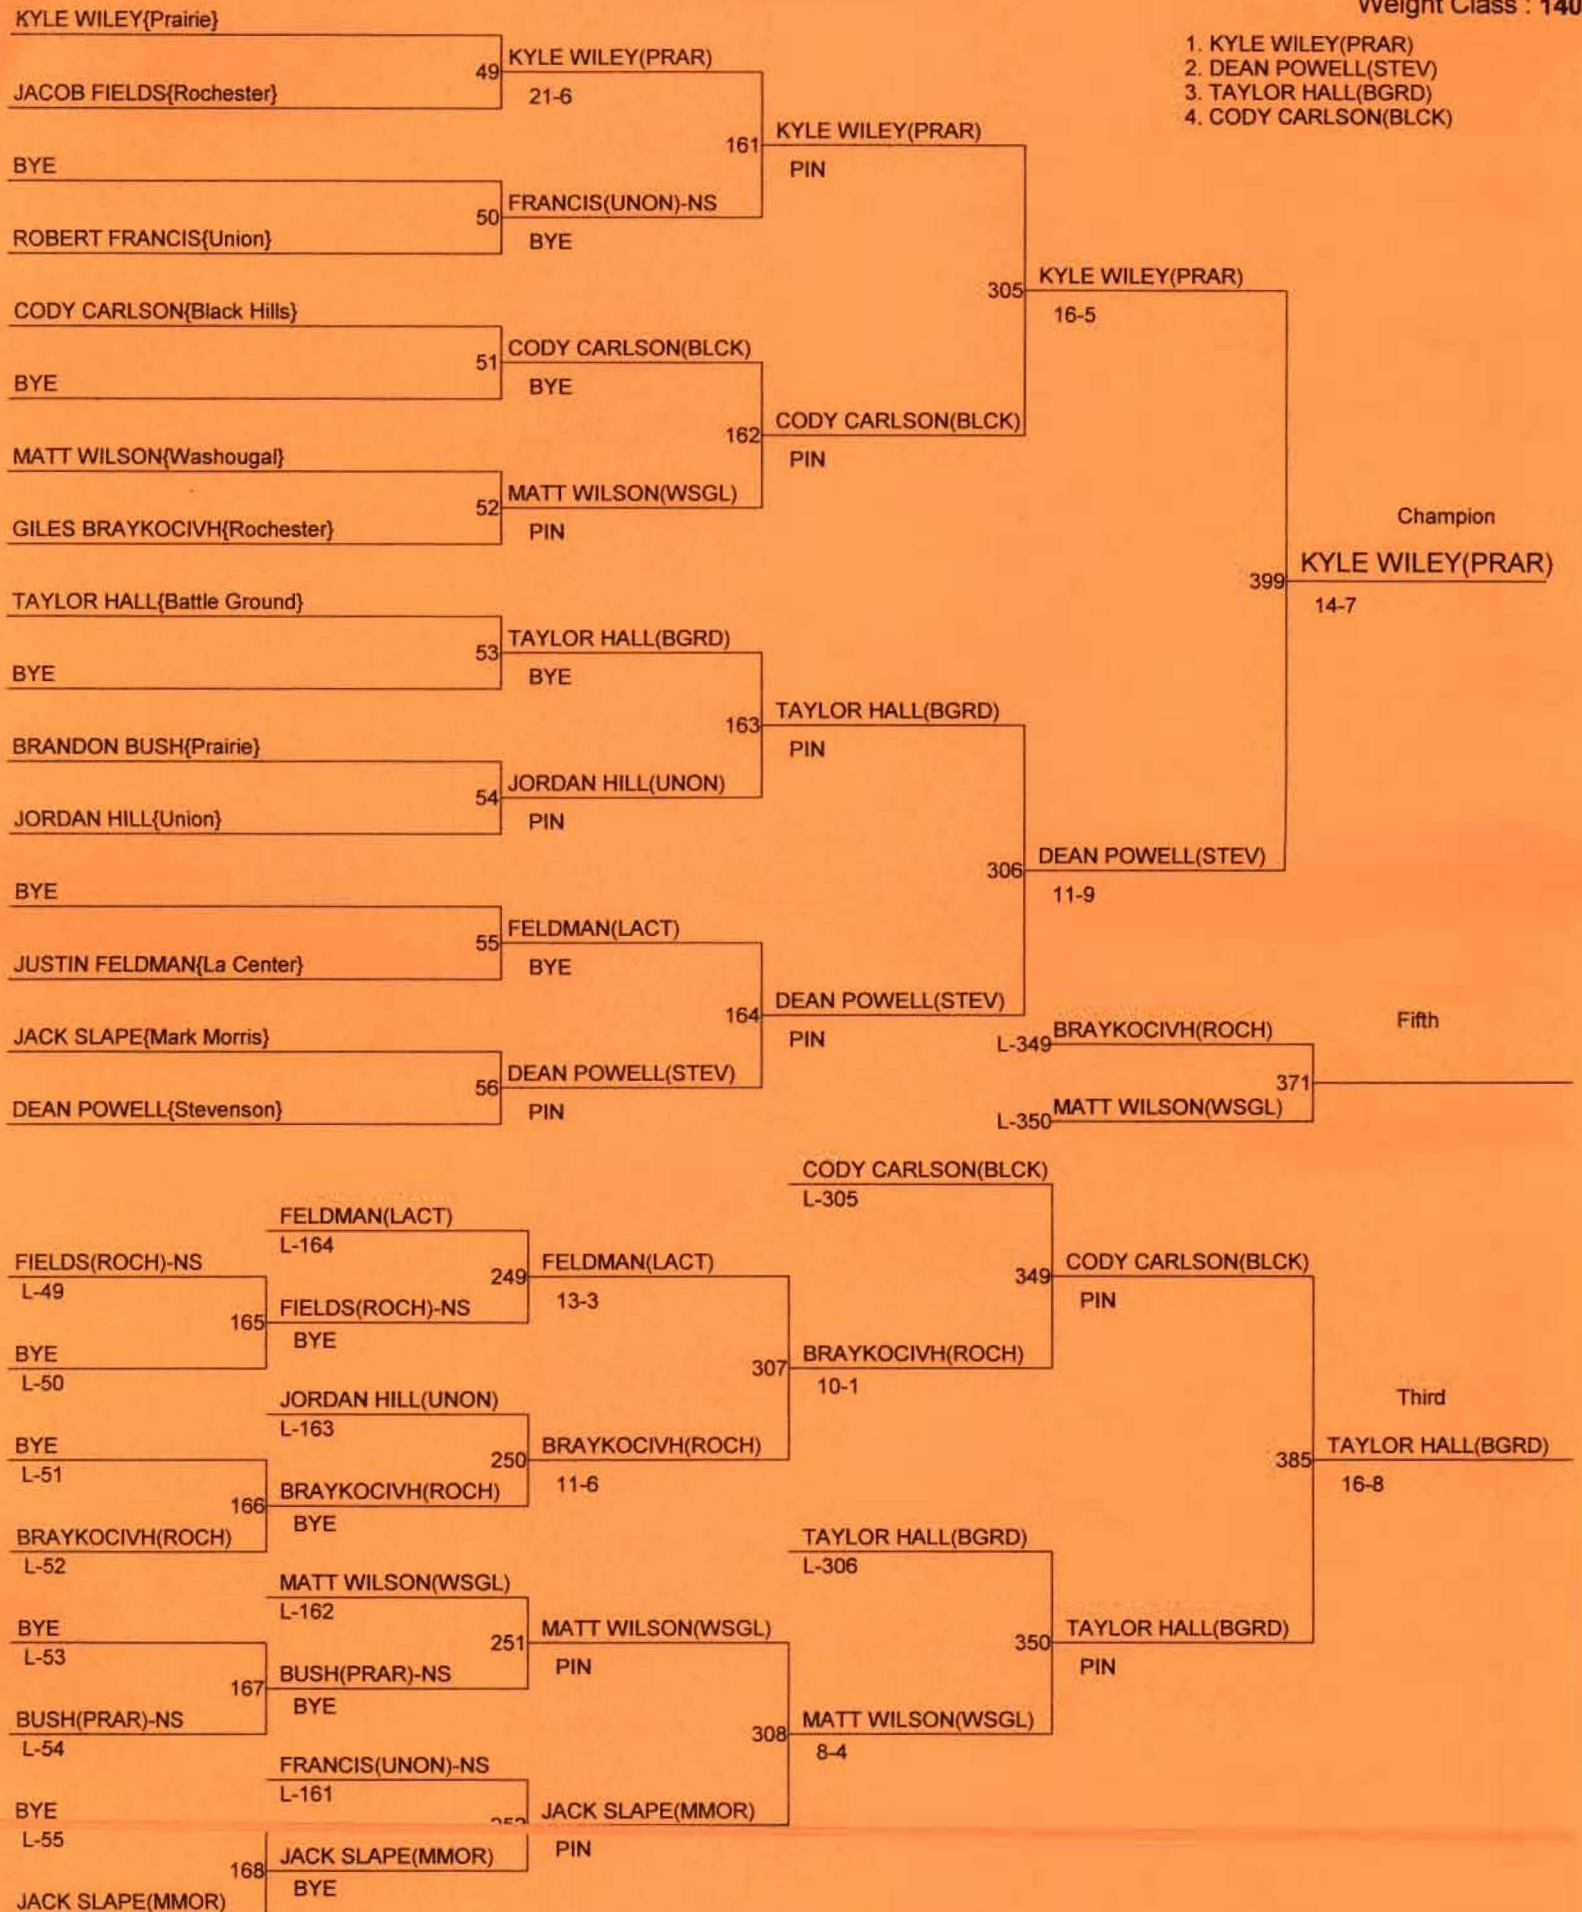 Weight Class : 140
1. KYLE WILEY(PRAR)
2. DEAN POWELL(STEV)
3. TAYLOR HALL(BGRD)
4. CODY CARLSON(BLCK)
KYLE WILEY{Prairie}
49
KYLE WILEY(PRAR)
21-6
JACOB FIELDS{Rochester}
161
KYLE WILEY(PRAR)
PIN
BYE
50
FRANCIS(UNON)-NS
BYE
ROBERT FRANCIS{Union}
305
KYLE WILEY(PRAR)
16-5
CODY CARLSON{Black Hills}
51
CODY CARLSON(BLCK)
BYE
BYE
162
CODY CARLSON(BLCK)
PIN
MATT WILSON{Washougal}
52
MATT WILSON(WSGL)
PIN
GILES BRAYKOCIVH{Rochester}
Champion
399
KYLE WILEY(PRAR)
14-7
TAYLOR HALL{Battle Ground}
53
TAYLOR HALL(BGRD)
BYE
BYE
163
TAYLOR HALL(BGRD)
PIN
BRANDON BUSH{Prairie}
54
JORDAN HILL(UNON)
PIN
JORDAN HILL{Union}
306
DEAN POWELL(STEV)
11-9
BYE
55
FELDMAN(LACT)
BYE
JUSTIN FELDMAN{La Center}
164
DEAN POWELL(STEV)
PIN
JACK SLAPE{Mark Morris}
56
DEAN POWELL(STEV)
PIN
DEAN POWELL{Stevenson}
Fifth
L-349
BRAYKOCIVH(ROCH)
371
L-350
MATT WILSON(WSGL)
CODY CARLSON(BLCK)
L-305
FELDMAN(LACT)
L-164
FIELDS(ROCH)-NS
L-49
249
FELDMAN(LACT)
13-3
349
CODY CARLSON(BLCK)
PIN
165
FIELDS(ROCH)-NS
BYE
BYE
L-50
307
BRAYKOCIVH(ROCH)
10-1
JORDAN HILL(UNON)
L-163
Third
BYE
L-51
250
BRAYKOCIVH(ROCH)
11-6
385
TAYLOR HALL(BGRD)
16-8
166
BRAYKOCIVH(ROCH)
BYE
BRAYKOCIVH(ROCH)
L-52
TAYLOR HALL(BGRD)
L-306
MATT WILSON(WSGL)
L-162
BYE
L-53
251
MATT WILSON(WSGL)
PIN
350
TAYLOR HALL(BGRD)
PIN
167
BUSH(PRAR)-NS
BYE
BUSH(PRAR)-NS
L-54
308
MATT WILSON(WSGL)
8-4
FRANCIS(UNON)-NS
L-161
BYE
L-55
JACK SLAPE(MMOR)
PIN
168
JACK SLAPE(MMOR)
BYE
JACK SLAPE(MMOR)